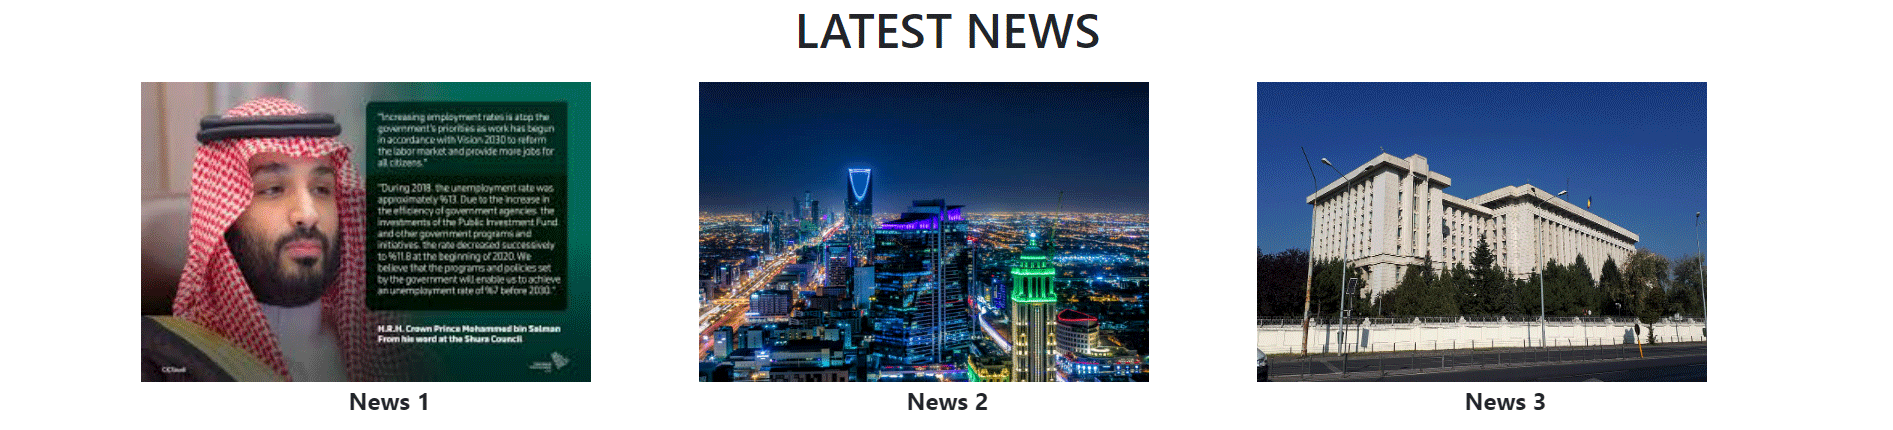 LATEST NEWS
"Increasing employment rates is atop the
government's priorities as work has begun
in accordance with Vision 2030 to reform
the labor market and provide more jobs for
all citizens."
"During 2018, the unemployment rate was
approximately %13. Due to the increase in
the efficiency of government agencies, the
investments of the Public Investment Fund
and other government programs and
initiatives, the rate decreased successively
to %11.8 at the beginning of 2020. We
believe that the programs and policies set
by the government will enable us to achieve
an unemployment rate of %7 before 2030."
H.R.H. Crown Prince Mohammed bin Salman
From his word at the Shura Council
CICSaudi
News 1
News 2
News 3